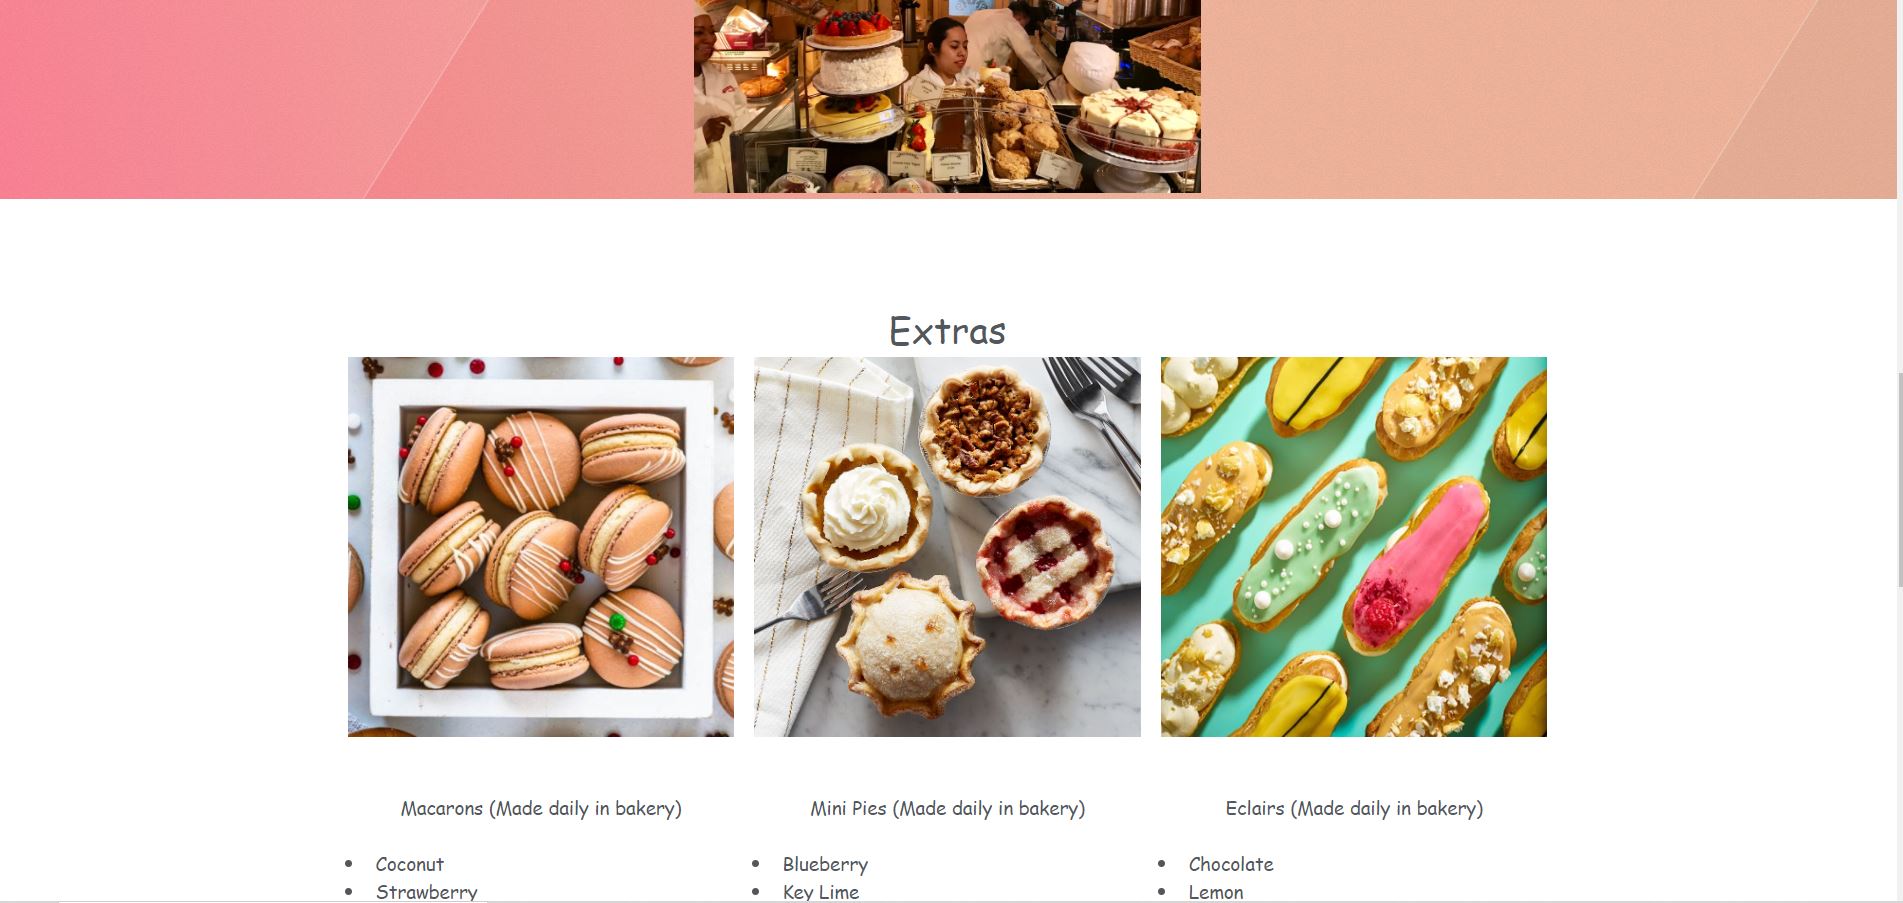 Extras
Macarons (Made daily in bakery)
Mini Pies (Made daily in bakery)
Eclairs (Made daily in bakery)
• Coconut
• Strawberry
• Blueberry
• Key Lime
• Chocolate
• Lemon